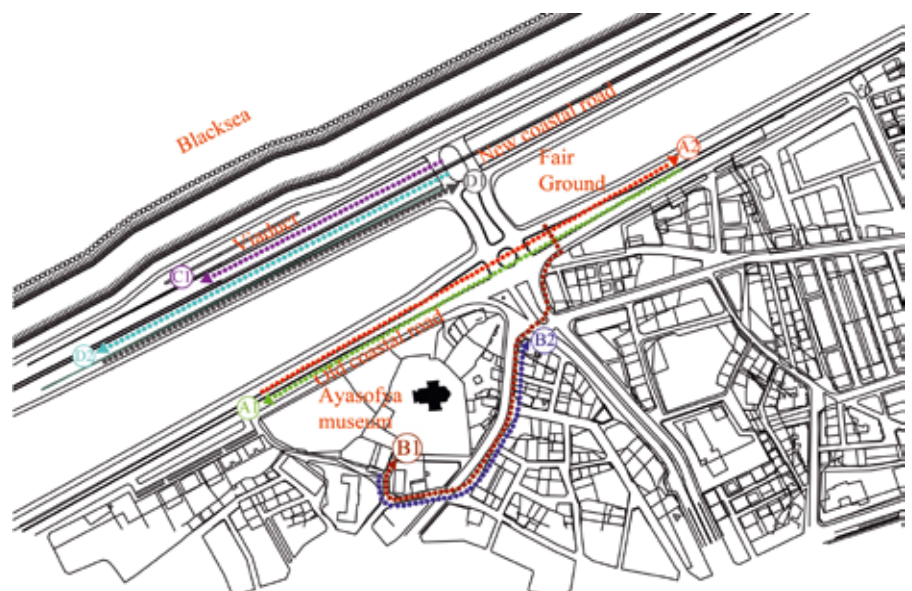 Blacksea
New coastal road
A2
Fair
Ground
D1
Viaduct
C1
D2
B2
Old coastal road
A1
Ayasofya
museum
B1